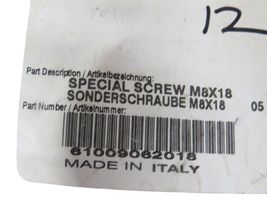 12
Part Description / Artikelbezeichnung:
SPECIAL SCREW M8X18
SONDERSCHRAUBE M8X18 05
Part Number / Artikelnummer:
61009062018
MADE IN ITALY